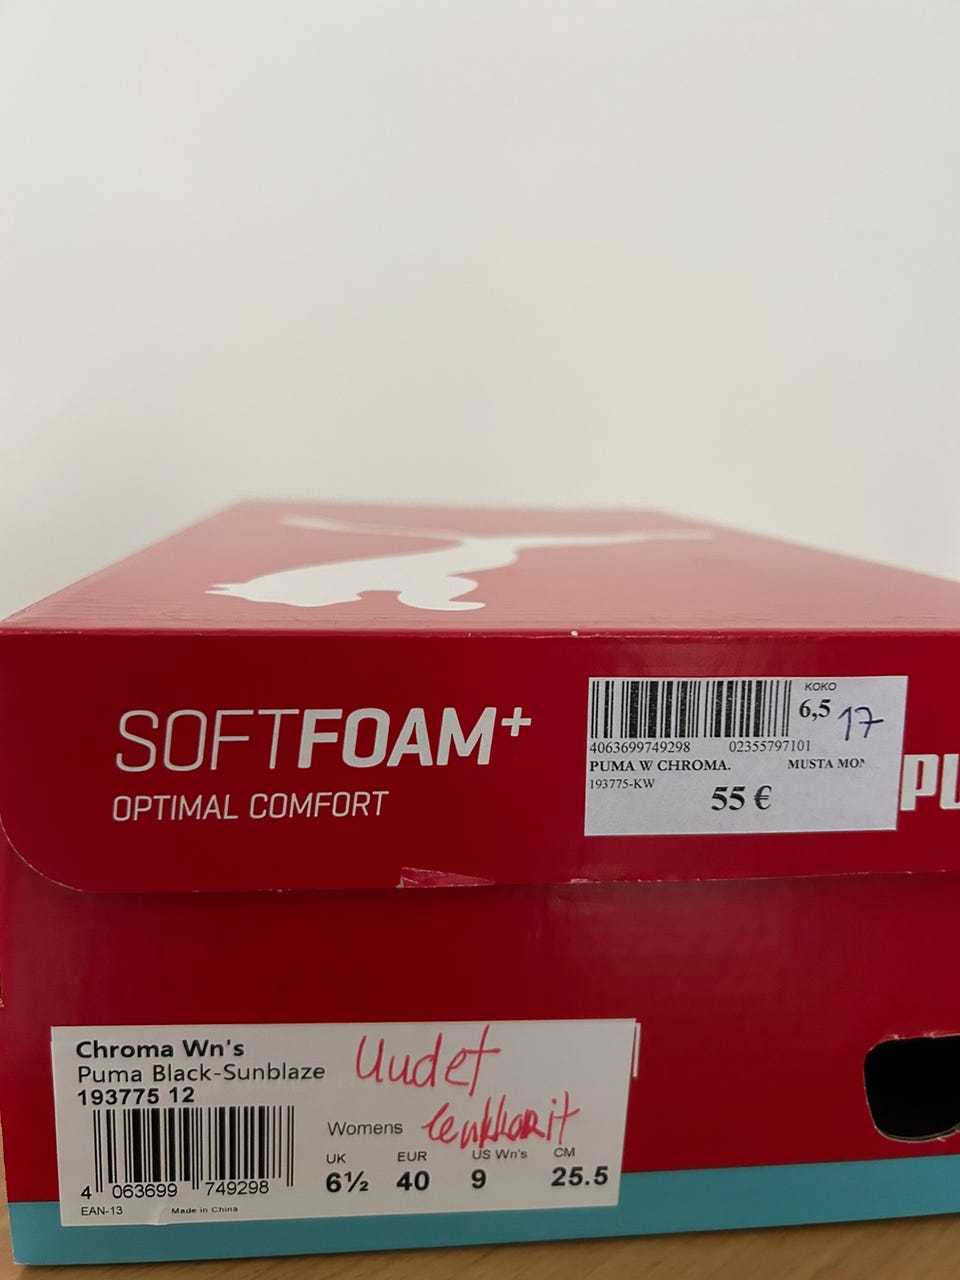 SOFTFOAM+
OPTIMAL COMFORT
KOKO
6,5 17
4063699749298 02355797101
PUMA W CHROMA. MUSTA MON
193775-KW
55 €
PU
Chroma Wn's
Puma Black-Sunblaze
193775 12
Uudet
lenkkarit
Womens
UK EUR US Wn's CM
6½ 40 9 25.5
4 063699 749298
EAN-13 Made in China